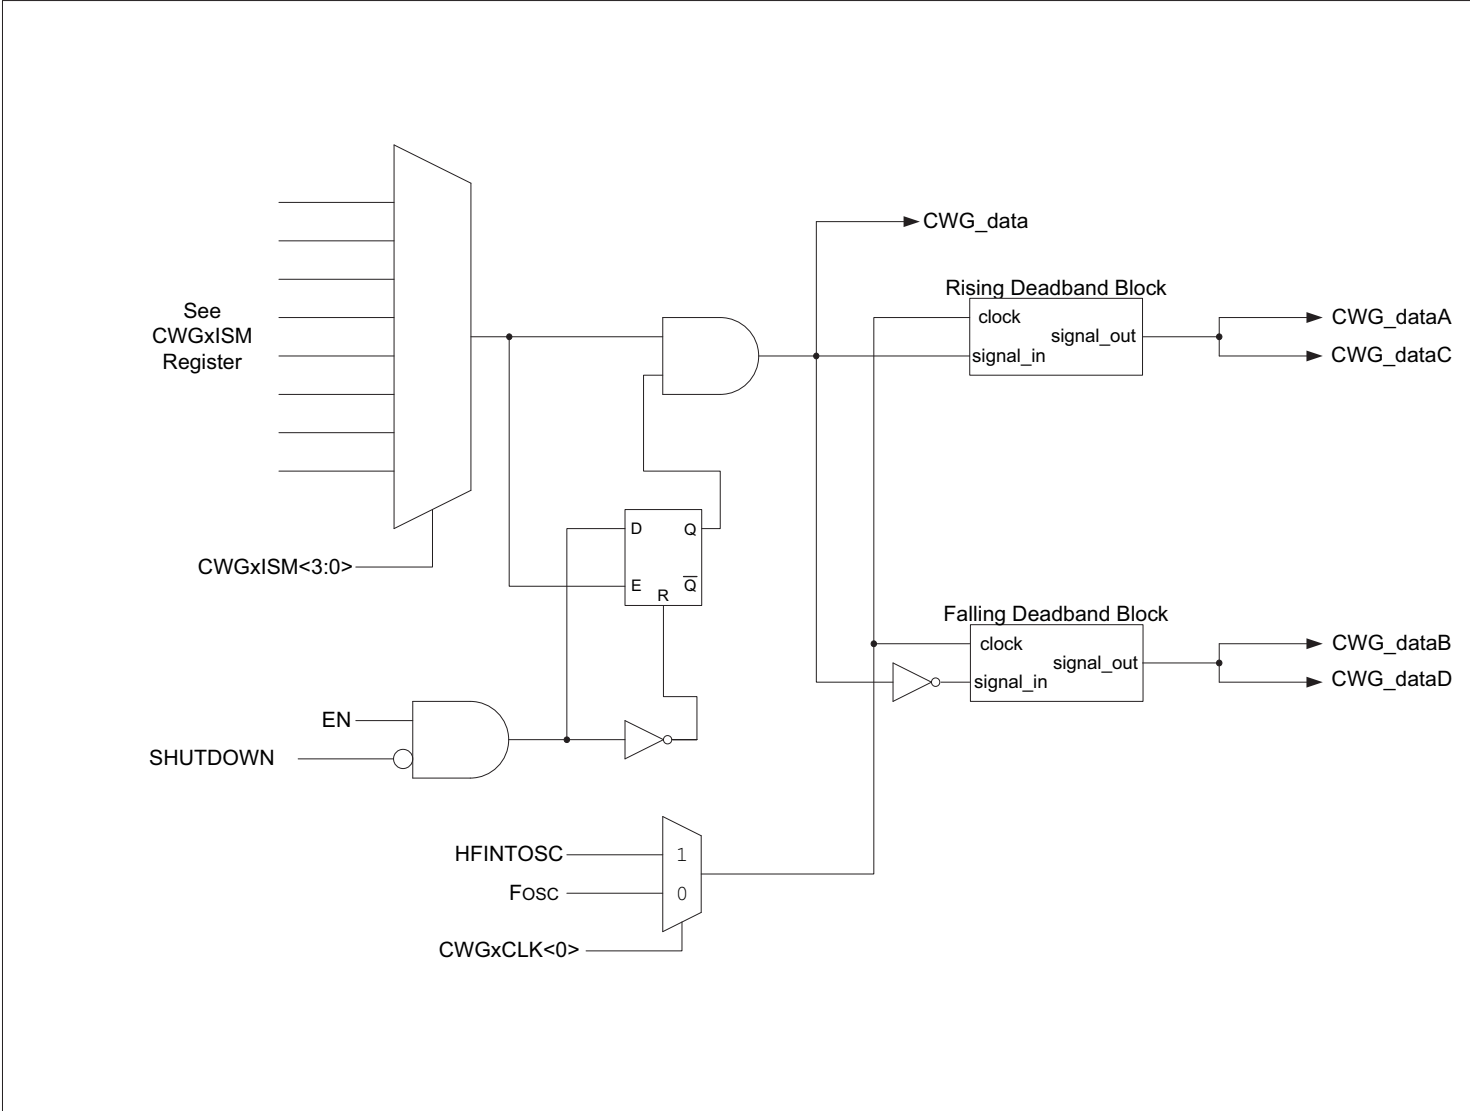 CWG_data
Rising Deadband Block
clock
signal_in
signal_out
CWG_dataA
CWG_dataC
See
CWGxISM
Register
CWGxISM<3:0>
D
Q
E
Q̅
R
Falling Deadband Block
clock
signal_in
signal_out
CWG_dataB
CWG_dataD
EN
SHUTDOWN
HFINTOSC
1
FOSC
0
CWGxCLK<0>